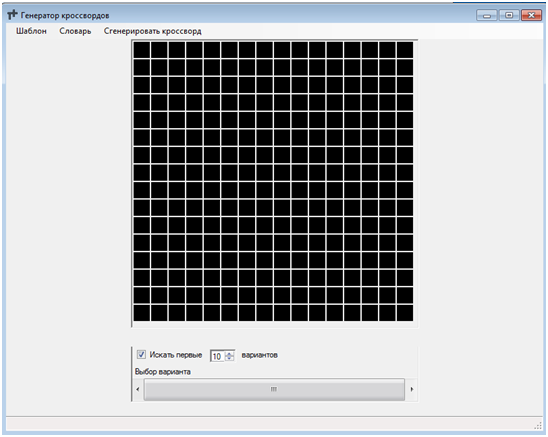 Генератор кроссвордов
Шаблон Словарь Сгенерировать кроссворд
Искать первые 10 вариантов
Выбор варианта